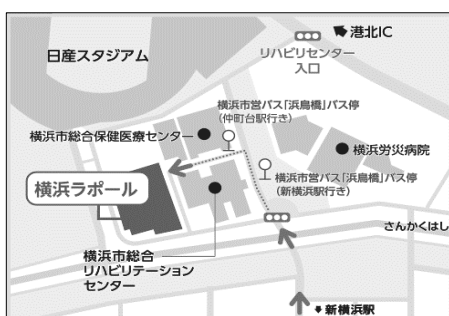 港北IC
リハビリセンター
入口
日産スタジアム
横浜市営バス「浜鳥橋」バス停
(仲町台駅行き)
横浜市総合保健医療センター
横浜労災病院
横浜市営バス「浜鳥橋」バス停
(新横浜駅行き)
横浜ラポール
さんかくはし
横浜市総合
リハビリテーション
センター
新横浜駅